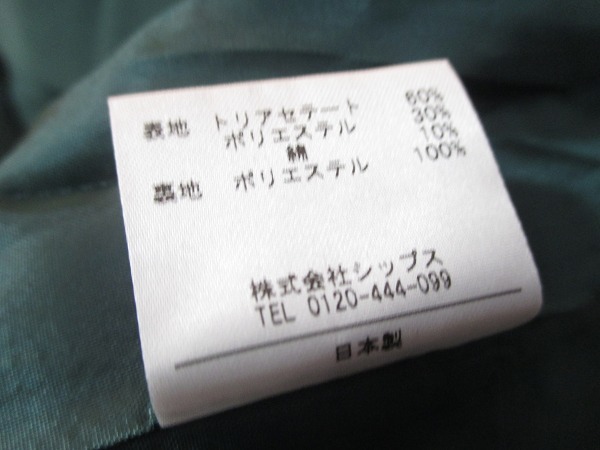 表地 トリアセテート 60%
ポリエステル 30%
綿 10%
裏地 ポリエステル 100%
株式会社シップス
TEL 0120-444-099
日本製